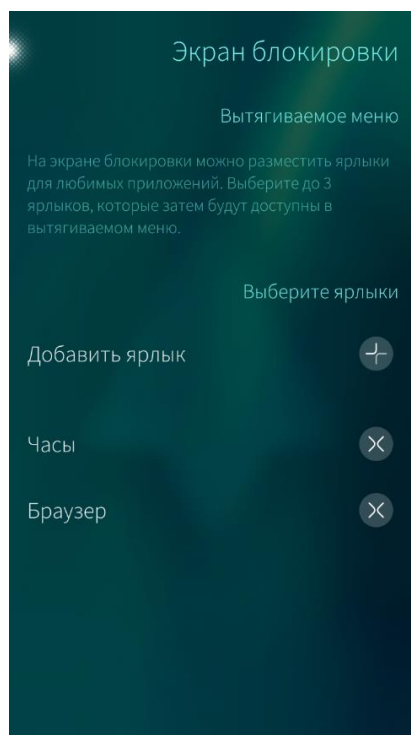 Экран блокировки
Вытягиваемое меню
На экране блокировки можно разместить ярлыки
для любимых приложений. Выберите до 3
ярлыков, которые затем будут доступны в
вытягиваемом меню.
Выберите ярлыки
Добавить ярлык
Часы
Браузер